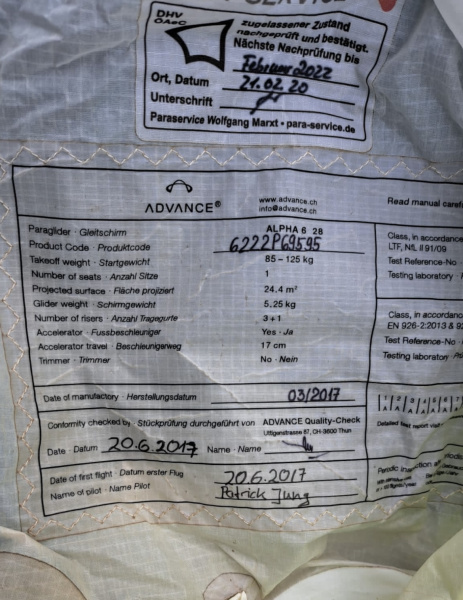 DHV
OAeC
zugelassener Zustand
nachgeprüft und bestätigt.
Nächste Nachprüfung bis
Februar 2022
Ort, Datum 21.02.20
Unterschrift
Paraservice Wolfgang Marxt · para-service.de
ADVANCE®
www.advance.ch
info@advance.ch
Read manual
Paraglider · Gleitschirm ALPHA 6 28
Product Code · Produktcode 6222P69595
Takeoff weight · Startgewicht 85 – 125 kg
Number of seats · Anzahl Sitze 1
Projected surface · Fläche projiziert 24.4 m²
Glider weight · Schirmgewicht 5.25 kg
Number of risers · Anzahl Tragegurte 3 + 1
Accelerator · Fussbeschleuniger Yes · Ja
Accelerator travel · Beschleunigerweg 17 cm
Trimmer · Trimmer No · Nein
Class, in accordance
LTF, NfL II 91/09
Test Reference-No
Testing laboratory
Class, in accordanc
EN 926-2:2013 &
Test Reference-No
Testing laboratory
Date of manufactory · Herstellungsdatum 03/2017
Conformity checked by · Stückprüfung durchgeführt von ADVANCE Quality-Check
Uttigenstrasse 87, CH-3600 Thun
Date · Datum 20.6.2017 Name · Name
Detailed test report
Date of first flight · Datum erster Flug 20.6.2017
Name of pilot · Name Pilot Patrick Jung